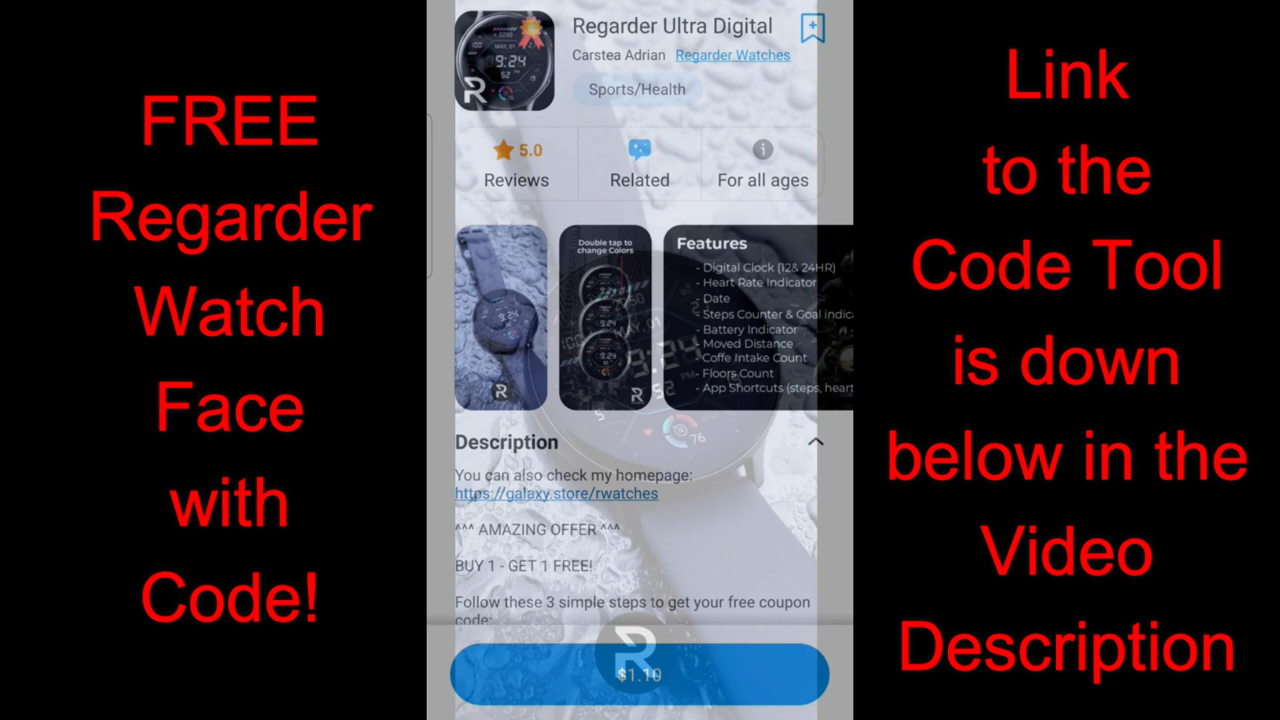 FREE
Regarder
Watch
Face
with
Code!
Regarder Ultra Digital
Carstea Adrian Regarder Watches
Sports/Health
5.0
Reviews
Related
For all ages
Double tap to
change Colors
Features
- Digital Clock (12& 24HR)
- Heart Rate Indicator
- Date
- Steps Counter & Goal indica
- Battery Indicator
- Moved Distance
- Coffe Intake Count
- Floors Count
- App Shortcuts (steps, heart
Description
You can also check my homepage:
https://galaxy.store/rwatches
^^^ AMAZING OFFER ^^^
BUY 1 - GET 1 FREE!
Follow these 3 simple steps to get your free coupon
code:
$1.10
Link
to the
Code Tool
is down
below in the
Video
Description